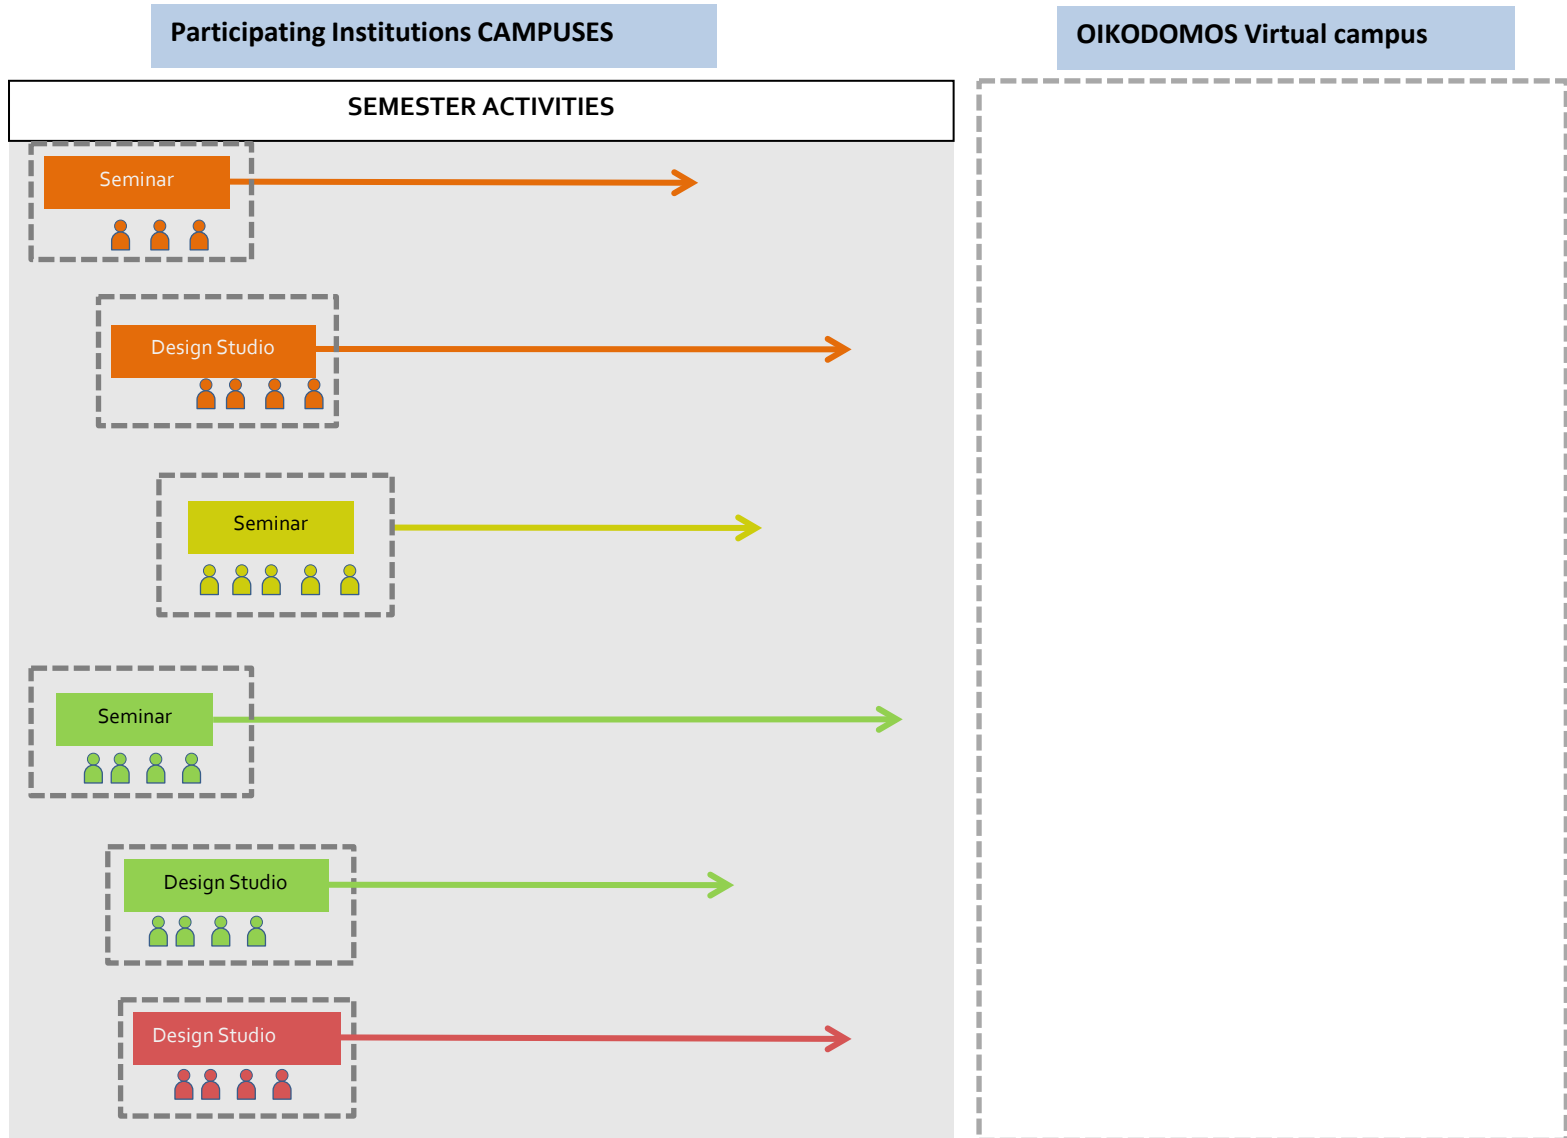 Participating Institutions CAMPUSES
OIKODOMOS Virtual campus
SEMESTER ACTIVITIES
Seminar
Design Studio
Seminar
Seminar
Design Studio
Design Studio